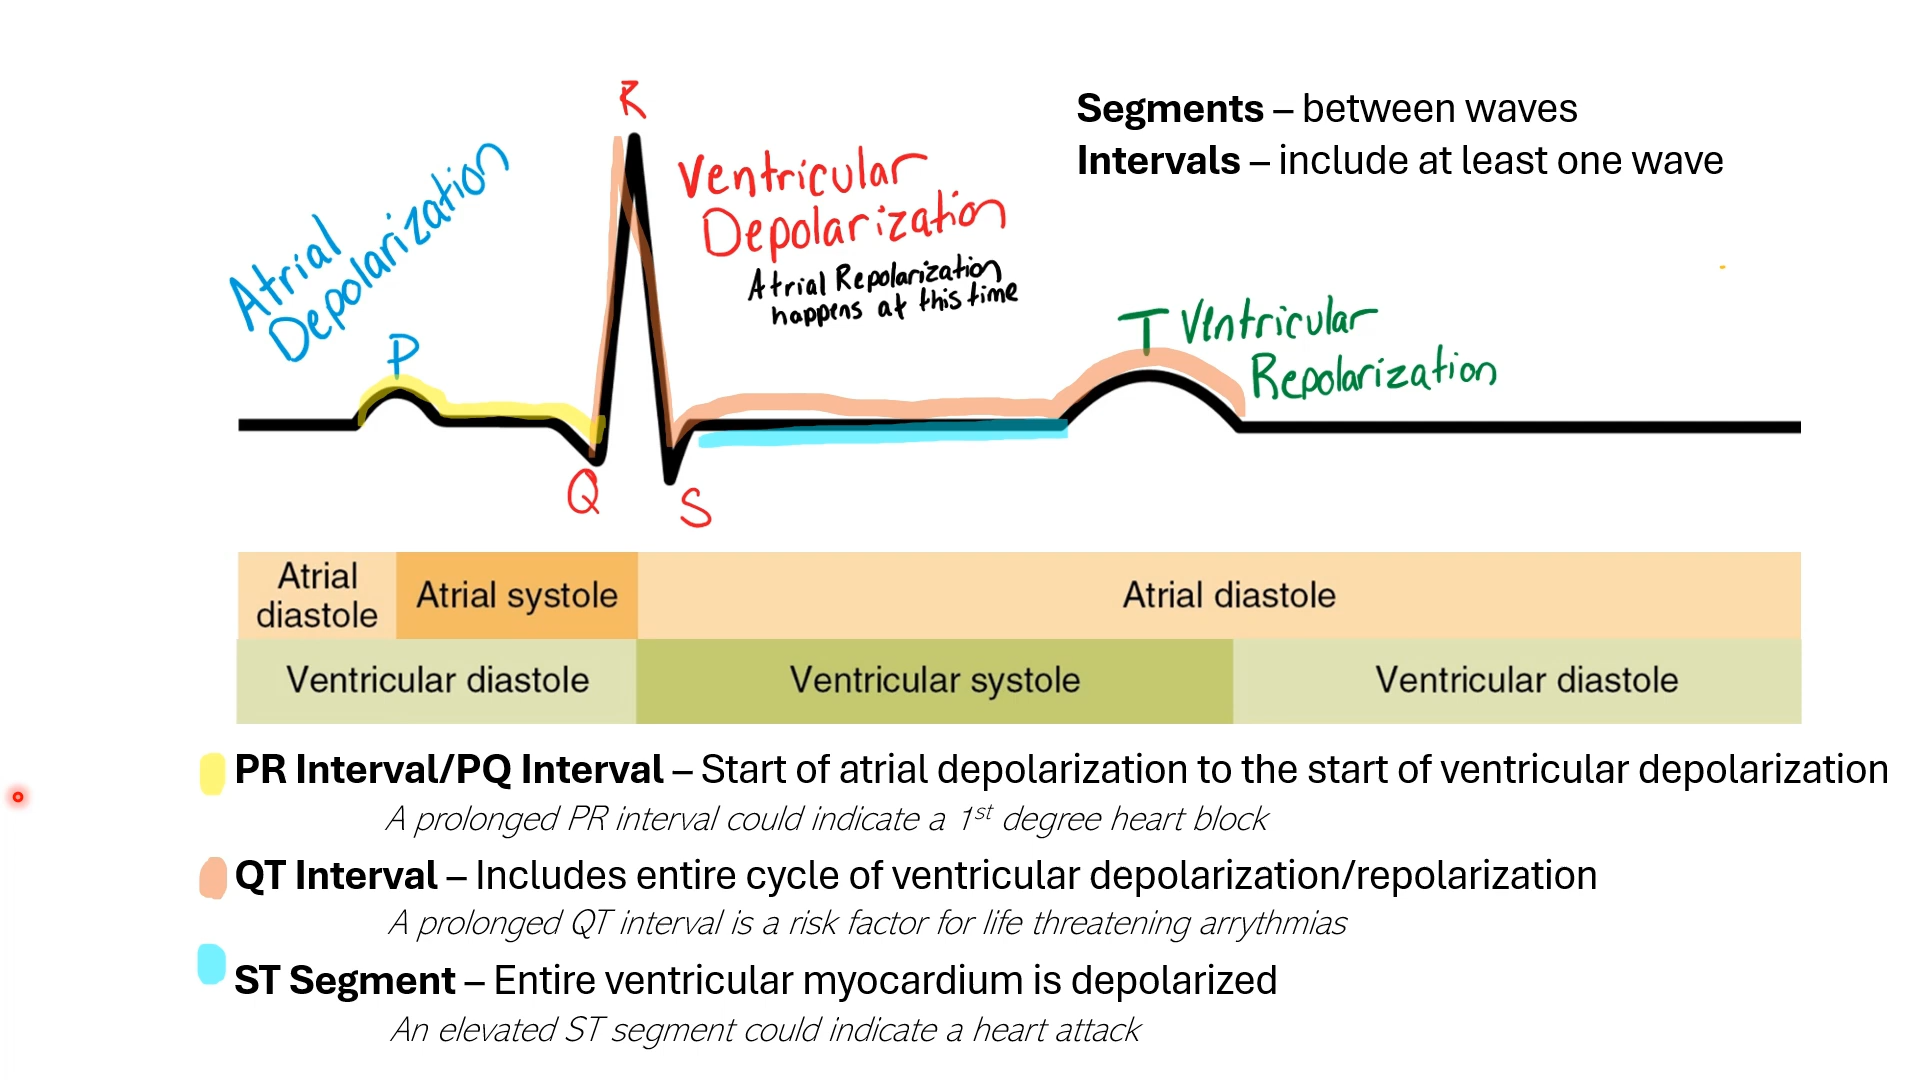 R
Segments – between waves
Intervals – include at least one wave
Atrial
Depolarization
Ventricular
Depolarization
Atrial Repolarization
happens at this time
P
T Ventricular
Repolarization
Q
S
Atrial
diastole
Atrial systole
Atrial diastole
Ventricular diastole
Ventricular systole
Ventricular diastole
PR Interval/PQ Interval – Start of atrial depolarization to the start of ventricular depolarization
A prolonged PR interval could indicate a 1st degree heart block
QT Interval – Includes entire cycle of ventricular depolarization/repolarization
A prolonged QT interval is a risk factor for life threatening arrythmias
ST Segment – Entire ventricular myocardium is depolarized
An elevated ST segment could indicate a heart attack